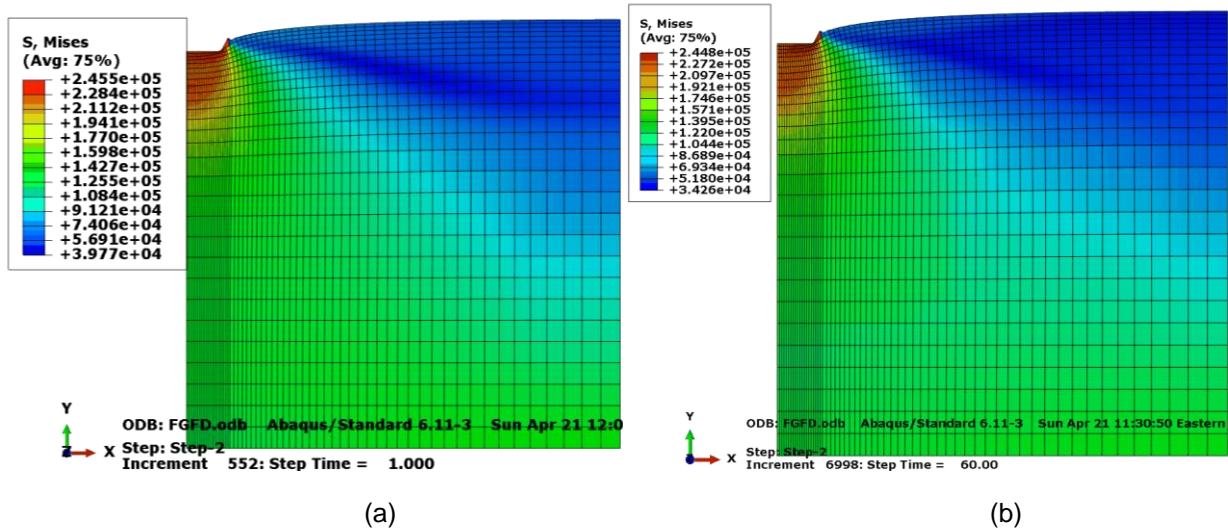 S, Mises
(Avg: 75%)
+2.455e+05
+2.284e+05
+2.112e+05
+1.941e+05
+1.770e+05
+1.598e+05
+1.427e+05
+1.255e+05
+1.084e+05
+9.121e+04
+7.406e+04
+5.691e+04
+3.977e+04
Y
X
ODB: FGFD.odb Abaqus/Standard 6.11-3 Sun Apr 21 12:0
Step: Step-2
Increment 552: Step Time = 1.000
(a)
(b)
S, Mises
(Avg: 75%)
+2.448e+05
+2.272e+05
+2.097e+05
+1.921e+05
+1.746e+05
+1.571e+05
+1.395e+05
+1.220e+05
+1.044e+05
+8.689e+04
+6.934e+04
+5.180e+04
+3.426e+04
Y
X
Z
ODB: FGFD.odb Abaqus/Standard 6.11-3 Sun Apr 21 11:30:50 Eastern
Step: Step-2
Increment 6998: Step Time = 60.00
(b)